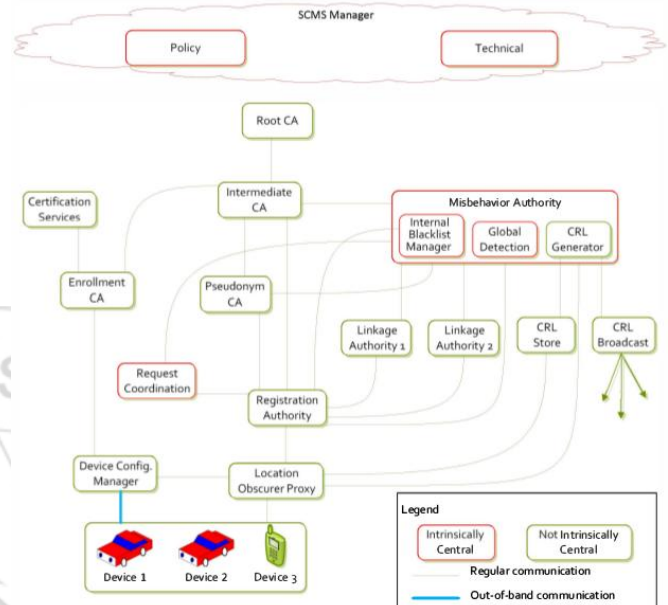 SCMS Manager
Policy
Technical
Root CA
Intermediate
CA
Certification
Services
Misbehavior Authority
Internal
Blacklist
Manager
Global
Detection
CRL
Generator
Enrollment
CA
Pseudonym
CA
Linkage
Authority 1
Linkage
Authority 2
CRL
Store
CRL
Broadcast
Request
Coordination
Registration
Authority
Device Config.
Manager
Location
Obscurer Proxy
Device 1
Device 2
Device 3
Legend
Intrinsically
Central
Not Intrinsically
Central
Regular communication
Out-of-band communication